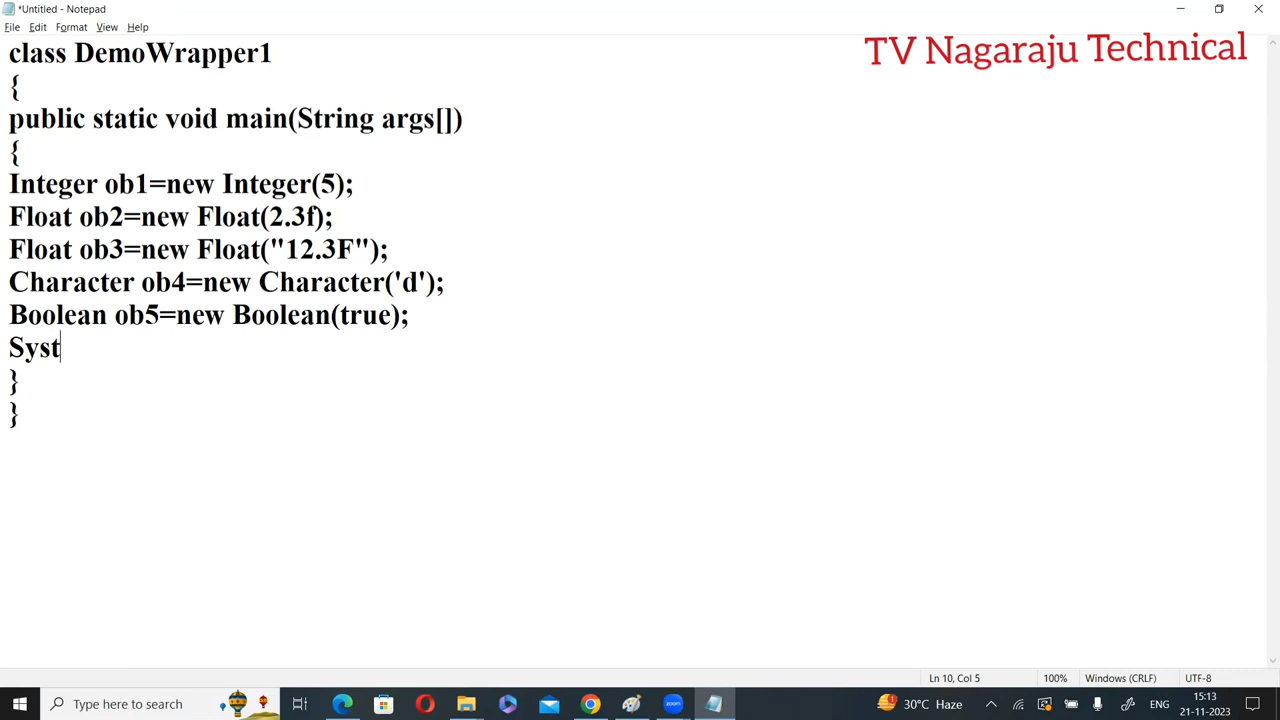 *Untitled - Notepad
File Edit Format View Help
TV Nagaraju Technical
class DemoWrapper1
{
public static void main(String args[])
{
Integer ob1=new Integer(5);
Float ob2=new Float(2.3f);
Float ob3=new Float("12.3F");
Character ob4=new Character('d');
Boolean ob5=new Boolean(true);
Syst
}
}
Ln 10, Col 5 100% Windows (CRLF) UTF-8
Type here to search zoom 30°C Haze ENG 15:13
21-11-2023